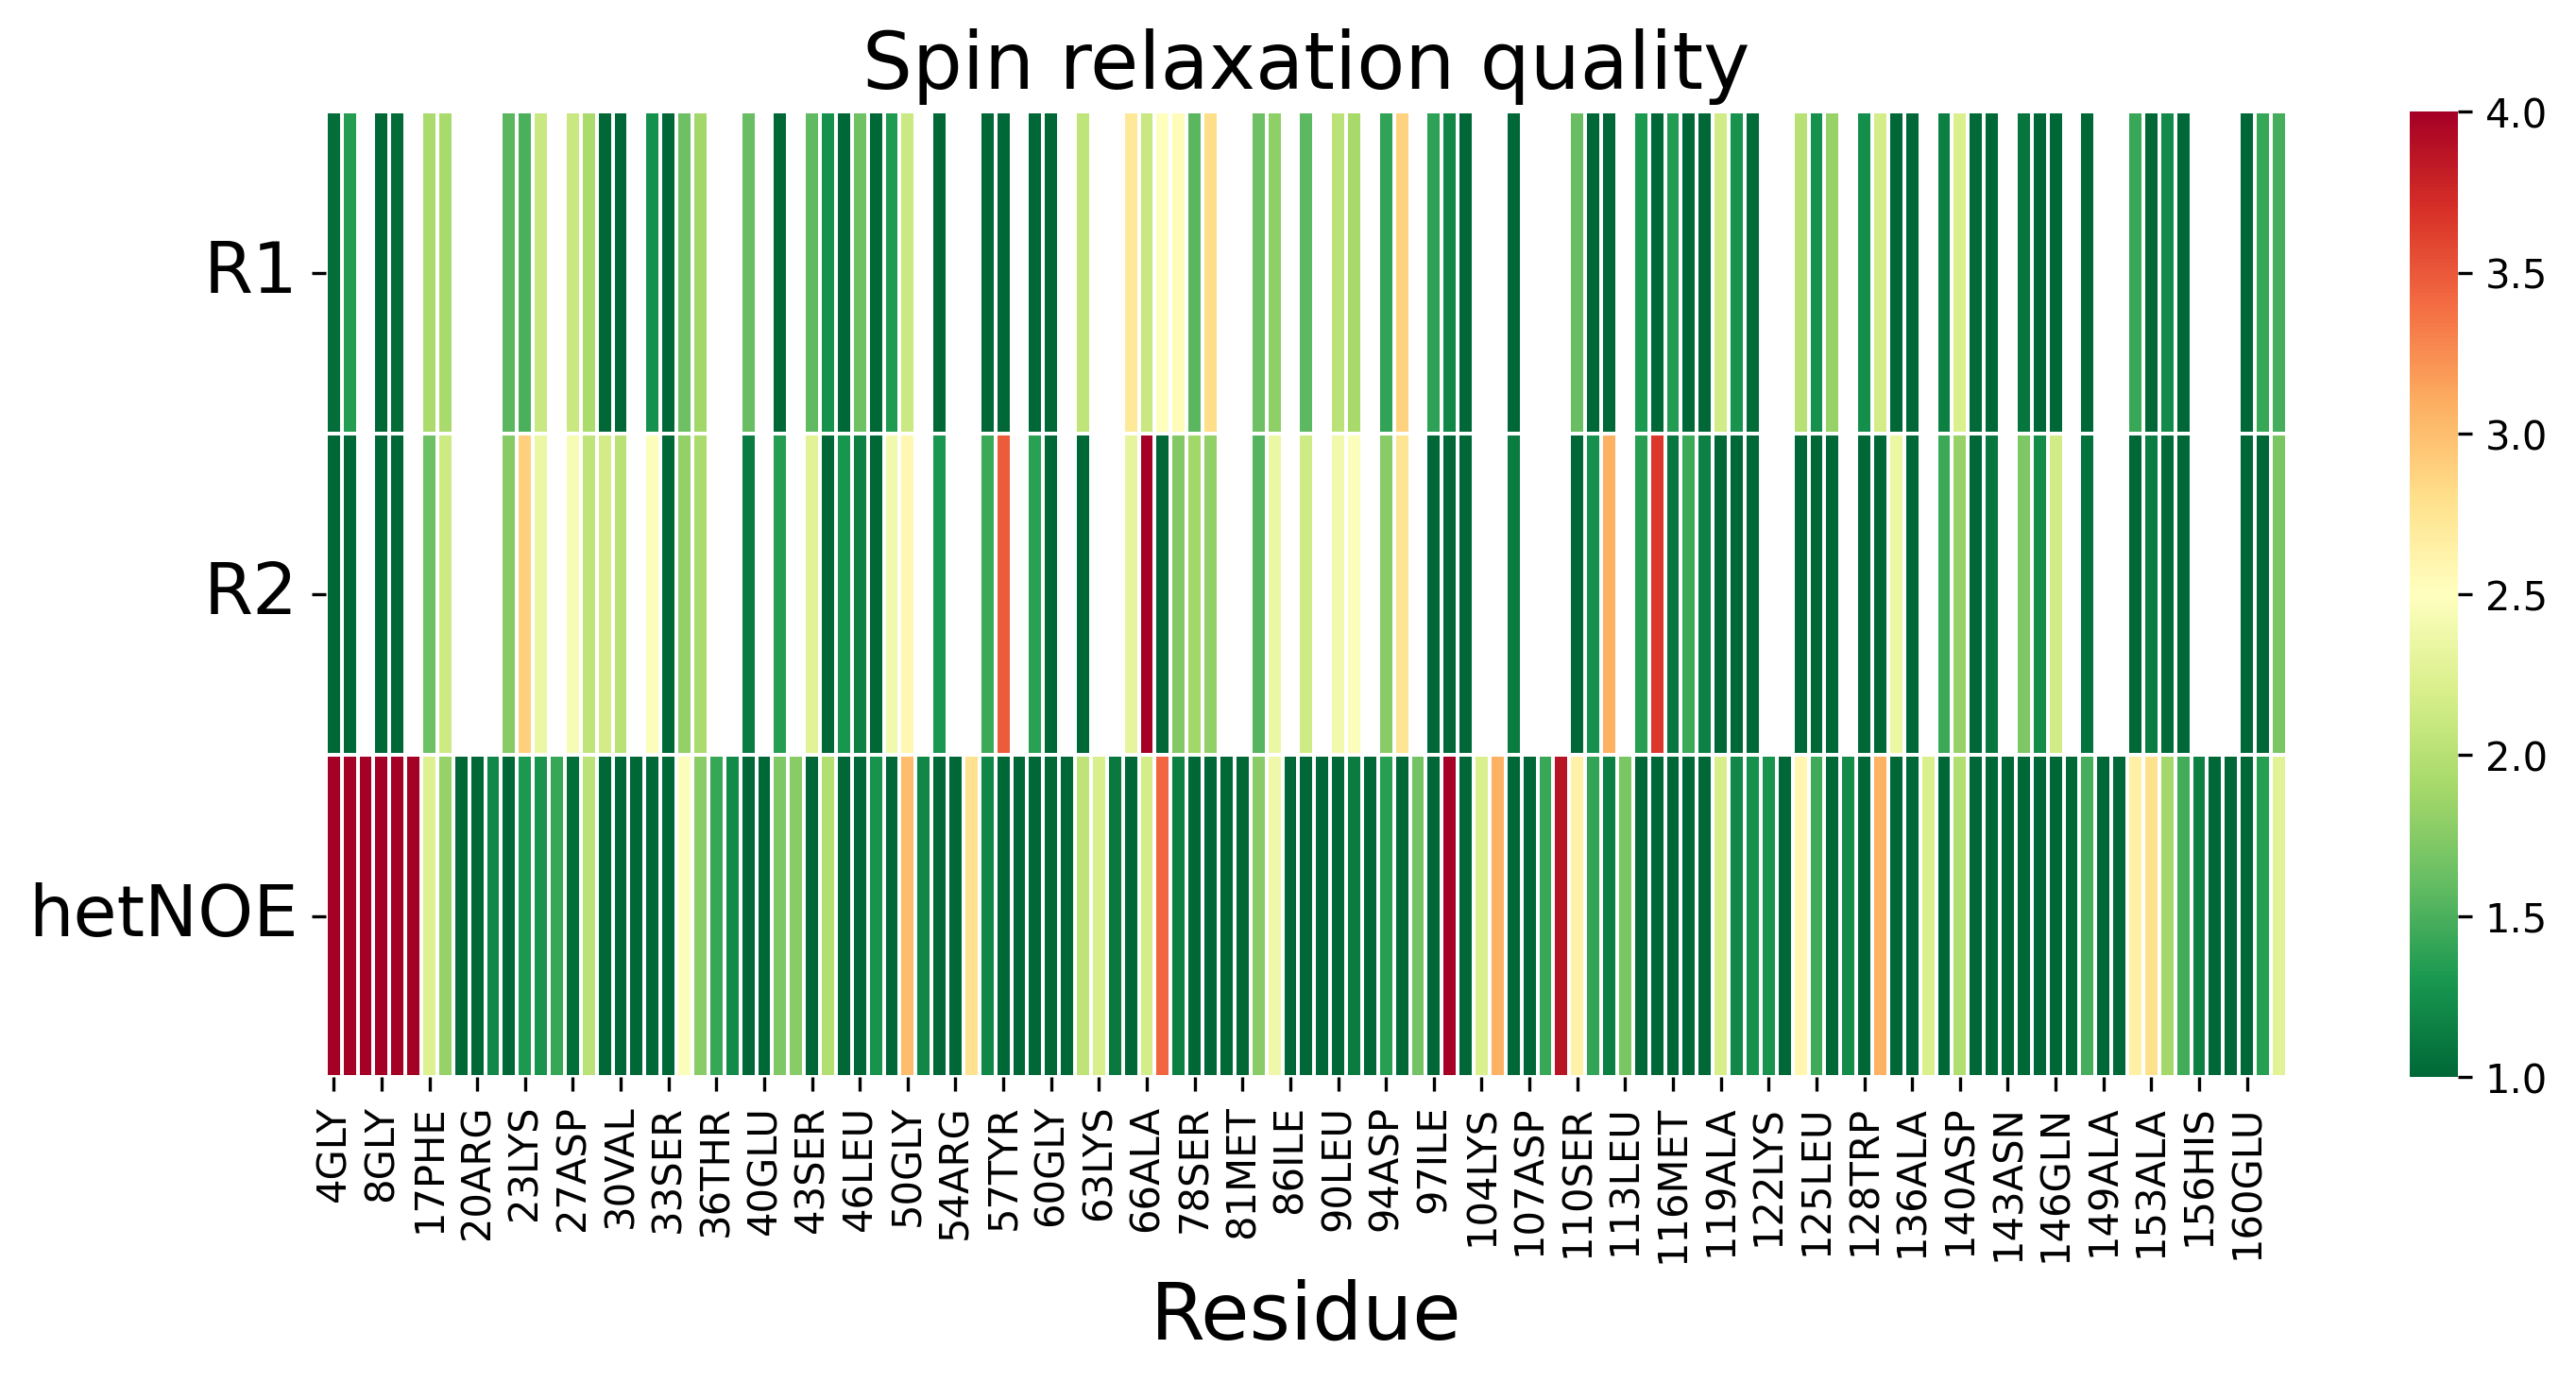 Spin relaxation quality
R1
R2
hetNOE
4.0
3.5
3.0
2.5
2.0
1.5
1.0
4GLY
8GLY
17PHE
20ARG
23LYS
27ASP
30VAL
33SER
36THR
40GLU
43SER
46LEU
50GLY
54ARG
57TYR
60GLY
63LYS
66ALA
78SER
81MET
86ILE
90LEU
94ASP
97ILE
104LYS
107ASP
110SER
113LEU
116MET
119ALA
122LYS
125LEU
128TRP
136ALA
140ASP
143ASN
146GLN
149ALA
153ALA
156HIS
160GLU
Residue